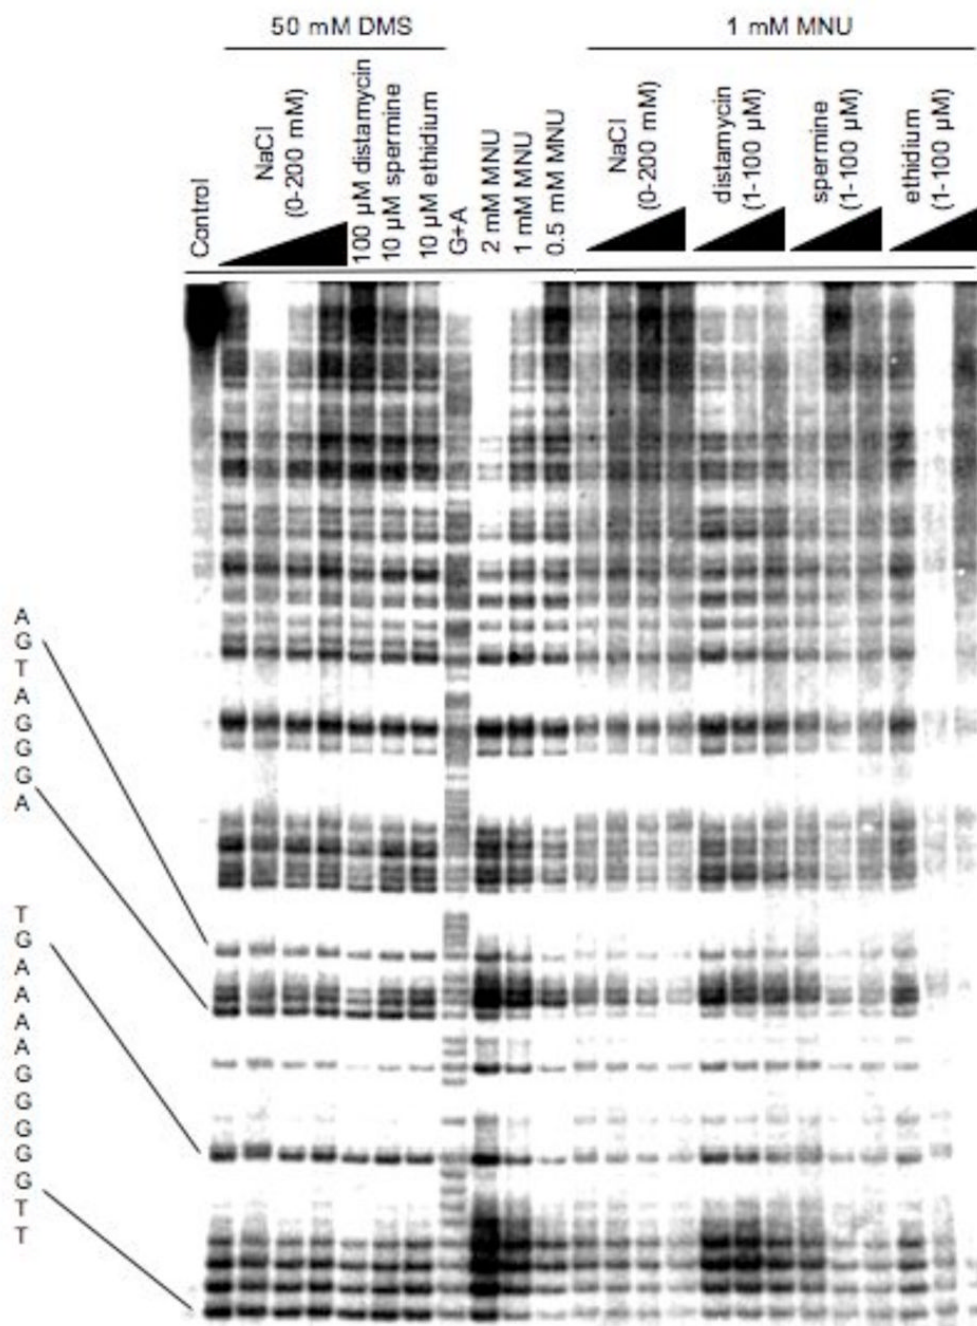 50 mM DMS
1 mM MNU
Control
NaCl
(0-200 mM)
100 µM distamycin
10 µM spermine
10 µM ethidium
G+A
2 mM MNU
1 mM MNU
0.5 mM MNU
NaCl
(0-200 mM)
distamycin
(1-100 µM)
spermine
(1-100 µM)
ethidium
(1-100 µM)
A
G
T
A
G
G
G
A
T
G
A
A
A
A
G
G
G
G
G
T
T